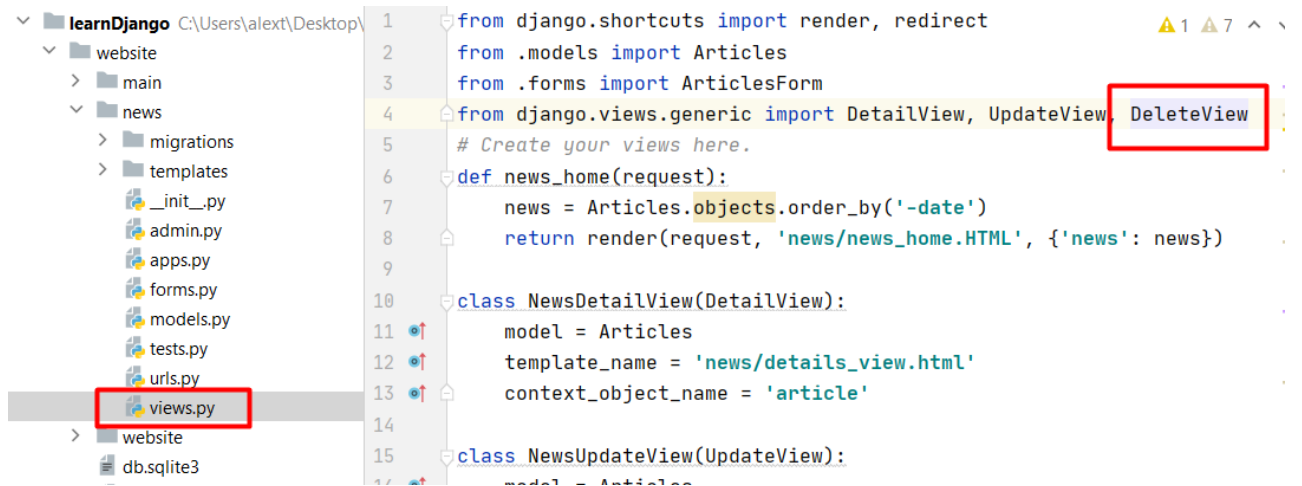 learnDjango C:\Users\alext\Desktop\
website
main
news
migrations
templates
__init__.py
admin.py
apps.py
forms.py
models.py
tests.py
urls.py
views.py
website
db.sqlite3
1 from django.shortcuts import render, redirect
2 from .models import Articles
3 from .forms import ArticlesForm
4 from django.views.generic import DetailView, UpdateView, DeleteView
5 # Create your views here.
6 def news_home(request):
7 news = Articles.objects.order_by('-date')
8 return render(request, 'news/news_home.HTML', {'news': news})
9
10 class NewsDetailView(DetailView):
11 model = Articles
12 template_name = 'news/details_view.html'
13 context_object_name = 'article'
14
15 class NewsUpdateView(UpdateView):
16 model = Articles
1 7